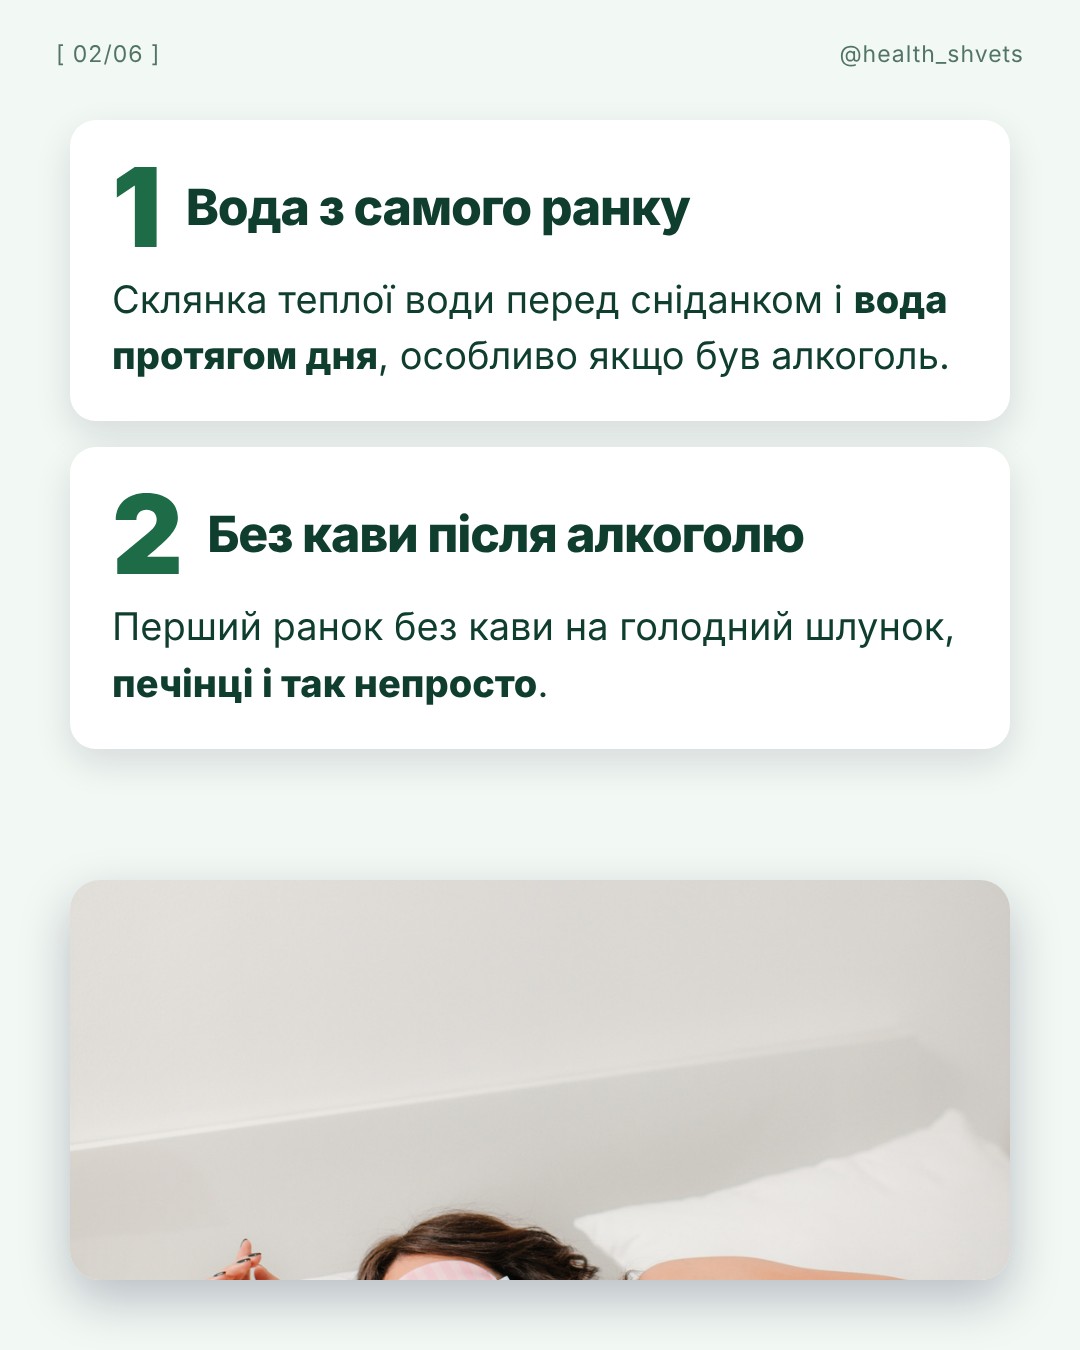 [ 02/06 ]
@health_shvets
1 Вода з самого ранку
Склянка теплої води перед сніданком і вода
протягом дня, особливо якщо був алкоголь.
2 Без кави після алкоголю
Перший ранок без кави на голодний шлунок,
печінці і так непросто.